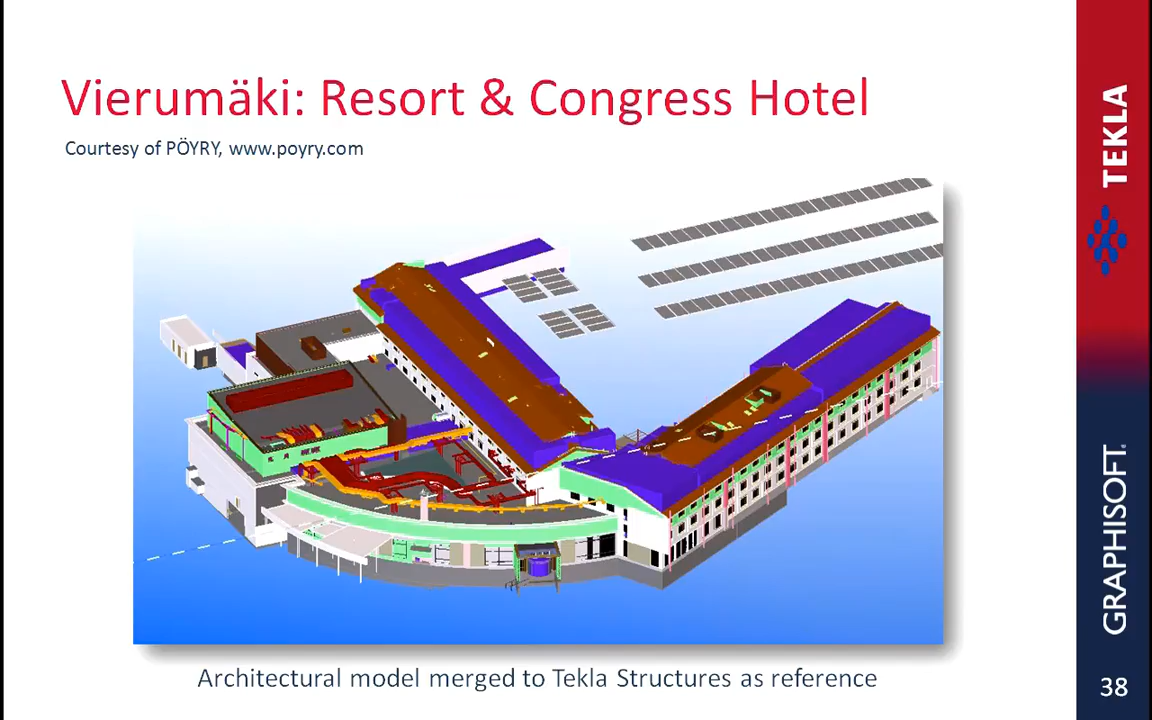 Vierumäki: Resort & Congress Hotel
Courtesy of PÖYRY, www.poyry.com
Architectural model merged to Tekla Structures as reference
TEKLA
GRAPHISOFT.
38